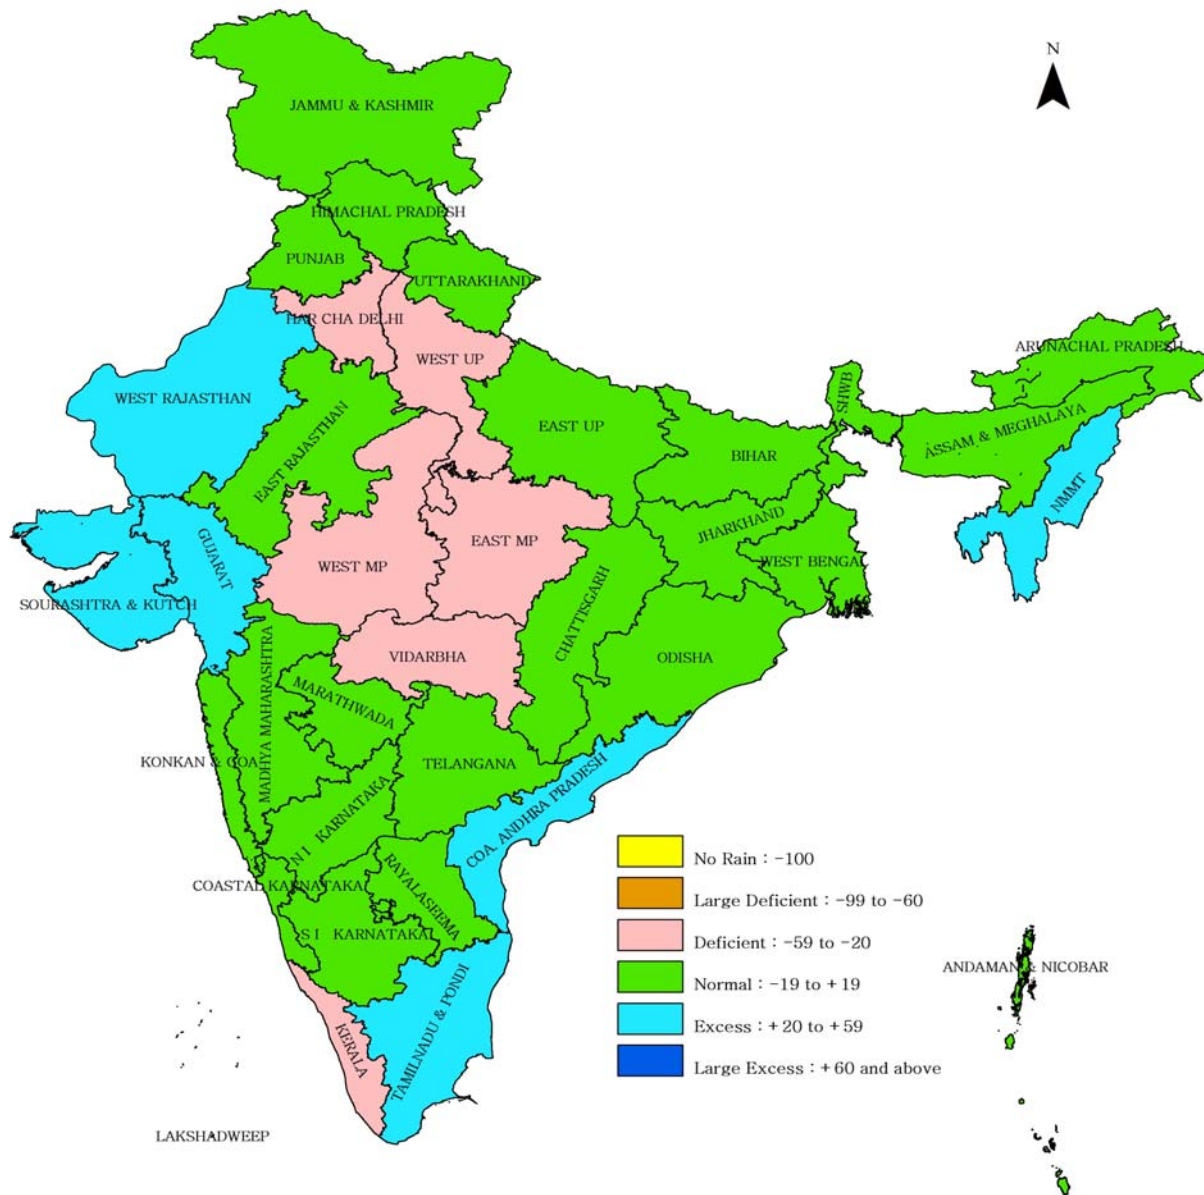 N
JAMMU & KASHMIR
HIMACHAL PRADESH
PUNJAB
UTTARAKHAND
HAR CHA DELHI
WEST UP
ARUNACHAL PRADESH
WEST RAJASTHAN
SHWB
EAST RAJASTHAN
EAST UP
ASSAM & MEGHALAYA
BIHAR
NMMT
JHARKHAND
EAST MP
GUJARAT
WEST MP
WEST BENGAL
SOURASHTRA & KUTCH
CHATTISGARH
VIDARBHA
ODISHA
MADHYA MAHARASHTRA
MARATHWADA
KONKAN & GOA
TELANGANA
COA. ANDHRA PRADESH
N I KARNATAKA
COASTAL KARNATAKA
RAYALASEEMA
S I KARNATAKA
No Rain : -100
Large Deficient : -99 to -60
Deficient : -59 to -20
Normal : -19 to +19
Excess : +20 to +59
Large Excess : +60 and above
ANDAMAN & NICOBAR
KERALA
TAMILNADU & PONDI
LAKSHADWEEP